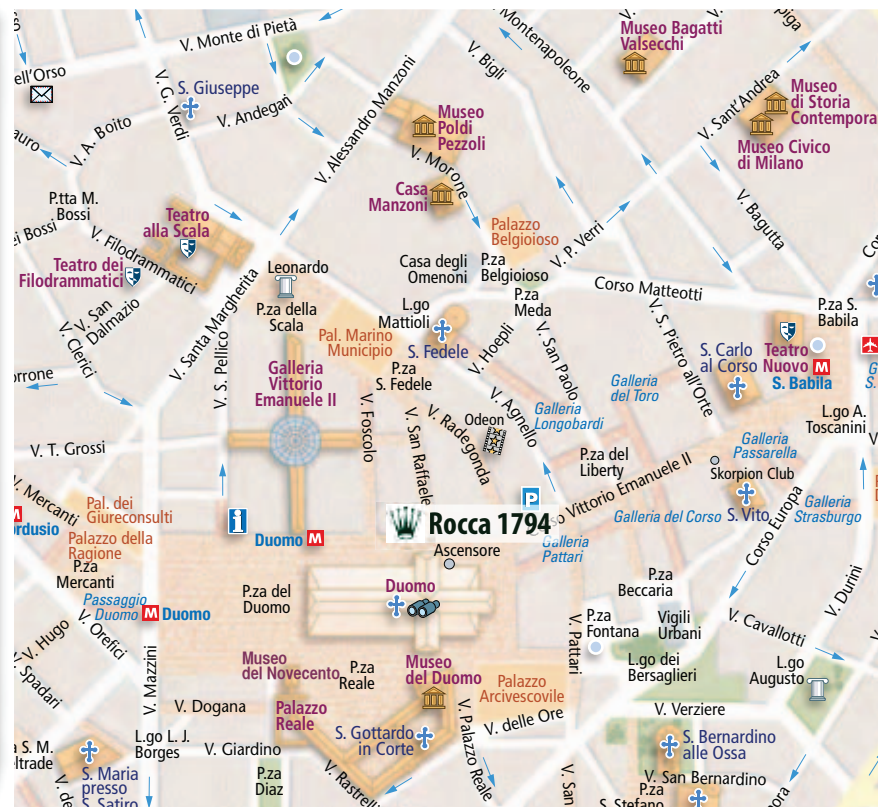 V. Monte di Pietà
ell'Orso
V. G. Verdi
S. Giuseppe
V. Andegari
V. A. Boito
auro
V. Alessandro Manzoni
V. Bigli
Montenapoleone
Museo Bagatti
Valsecchi
V. Sant'Andrea
Museo
di Storia
Contempora
Museo Civico
di Milano
V. Bagutta
Museo
Poldi
Pezzoli
V. Morone
Casa
Manzoni
P.tta M.
Bossi
ei Bossi
V. Filodrammatici
Teatro
alla Scala
Teatro dei
Filodrammatici
V. San
Dalmazio
V. Clerici
Leonardo
P.za della
Scala
V. Santa Margherita
Palazzo
Belgioioso
Casa degli
Omenoni
P.za
Belgioioso
V. P. Verri
P.za
Meda
Corso Matteotti
L.go
Mattioli
S. Fedele
Pal. Marino
Municipio
P.za
S. Fedele
V. Hoepli
V. San Paolo
V. S. Pietro all'Orto
P.za S.
Babila
S. Carlo
al Corso
Teatro
Nuovo
M
S. Babila
orrone
V. S. Pellico
Galleria
Vittorio
Emanuele II
V. Foscolo
V. San Raffaele
V. Radegonda
Odeon
V. Agnello
Galleria
Longobardi
Galleria
del Toro
L.go A.
Toscanini
Galleria
Passarella
V. T. Grossi
P.za del
Liberty
Skorpion Club
V. Mercanti
Pal. dei
Giureconsulti
rdusio
Palazzo della
Ragione
P.za
Mercanti
i
Duomo M
P
Rocca 1794
so Vittorio Emanuele II
Galleria
Pattari
Galleria del Corso
S. Vito
Corso Europa
Galleria
Strasburgo
Ascensore
Passaggio
Duomo
M Duomo
P.za del
Duomo
Duomo
V. Pattari
P.za
Fontana
P.za
Beccaria
Vigili
Urbani
V. Cavallotti
V. Durini
L.go dei
Bersaglieri
L.go
Augusto
V. Hugo
V. Orefici
V. Spadari
V. Mazzini
Museo
del Novecento
P.za
Reale
Museo
del Duomo
Palazzo
Arcivescovile
V. Dogana
Palazzo
Reale
S. Gottardo
in Corte
V. Palazzo Reale
V. delle Ore
V. Verziere
L.go L. J.
Borges
V. Giardino
P.za
Diaz
V. Rastrelli
S. Bernardino
alle Ossa
V. San Bernardino
V. San
P.za
S. Stefano
a S. M.
eltrade
S. Maria
presso
S. Satiro